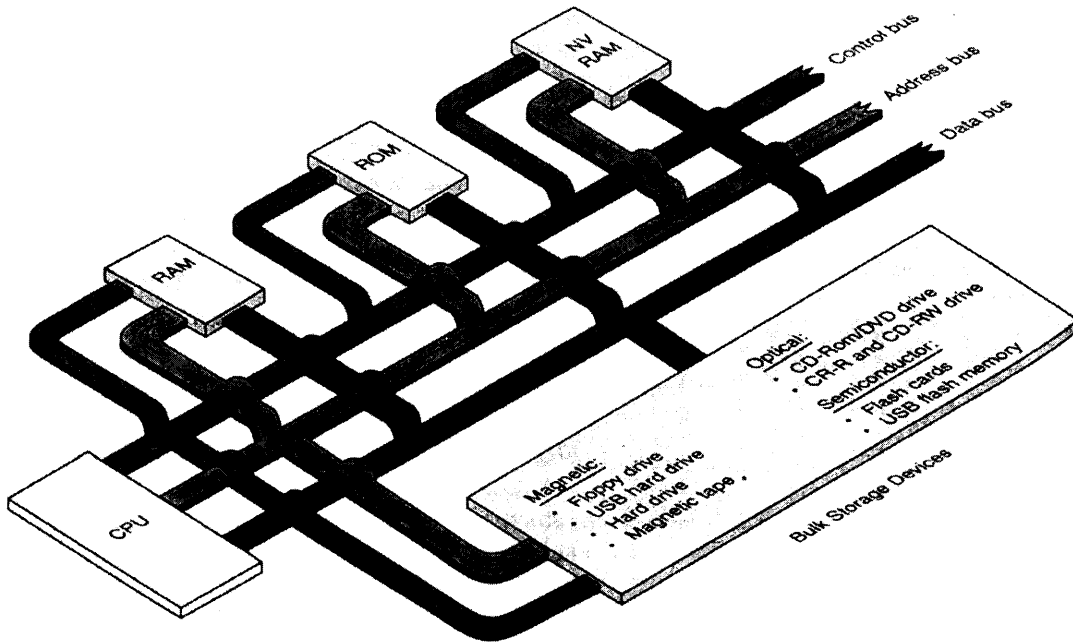 NV
RAM
Control bus
Address bus
Data bus
ROM
RAM
CPU
Optical:
· CD-Rom/DVD drive
· CR-R and CD-RW drive
Semiconductor:
· Flash cards
· USB flash memory
Magnetic:
· Floppy drive
· USB hard drive
· Hard drive
· Magnetic tape
Bulk Storage Devices